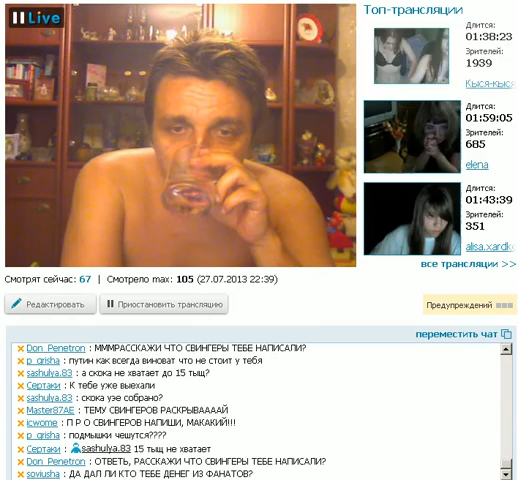 Live
Топ-трансляции
Длится:
01:38:23
Зрителей:
1939
Кыся-кыся
Длится:
01:59:05
Зрителей:
685
elena
Длится:
01:43:39
Зрителей:
351
alisa.xardk
все трансляции >>
Смотрят сейчас: 67 | Смотрело max: 105 (27.07.2013 22:39)
Редактировать
Приостановить трансляцию
Предупреждений
переместить чат
Don_Penetron : МММРАССКАЖИ ЧТО СВИНГЕРЫ ТЕБЕ НАПИСАЛИ?
p_grisha : путин как всегда виноват что не стоит у тебя
sashulya.83 : а скока не хватает до 15 тыщ?
Сертаки : К тебе уже выехали
sashulya.83 : скока уэе собрано?
Master87AE : ТЕМУ СВИНГЕРОВ РАСКРЫВААААЙ
icwome : П Р О СВИНГЕРОВ НАПИШИ, МАКАКИЙ!!!
p_grisha : подмышки чешутся????
Сертаки : sashulya.83 15 тыщ не хватает
Don_Penetron : ОТВЕТЬ, РАССКАЖИ ЧТО СВИНГЕРЫ ТЕБЕ НАПИСАЛИ?
soviusha : ДА ДАЛ ЛИ КТО ТЕБЕ ДЕНЕГ ИЗ ФАНАТОВ?